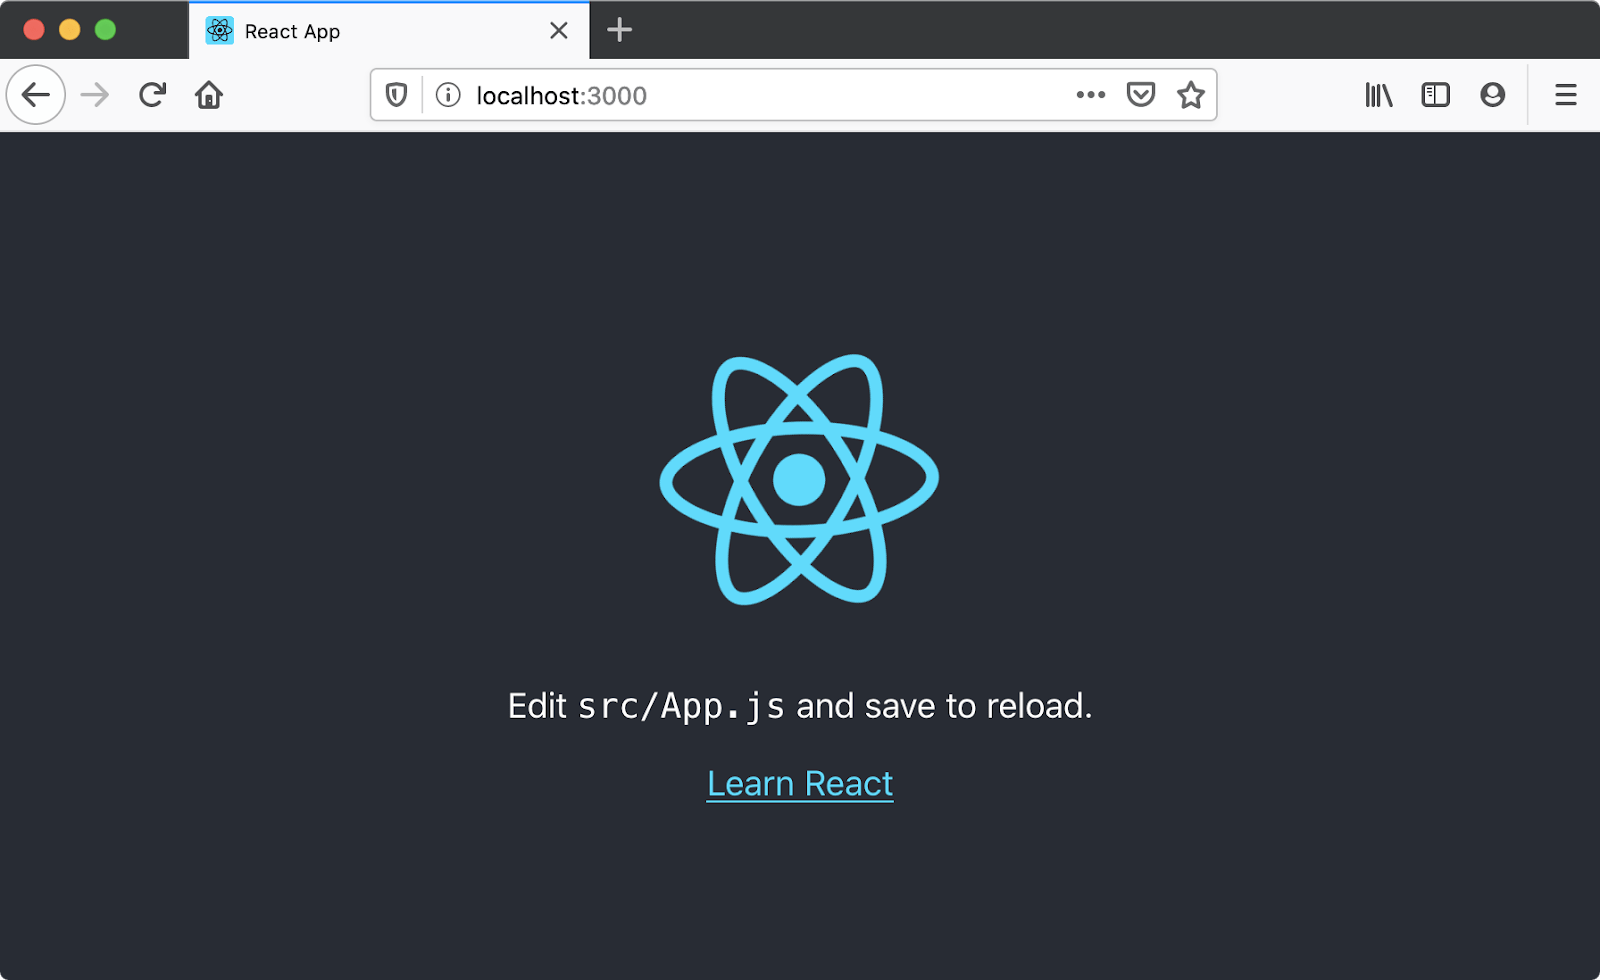 React App
localhost:3000
Edit src/App.js and save to reload.
Learn React